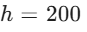 h = 200